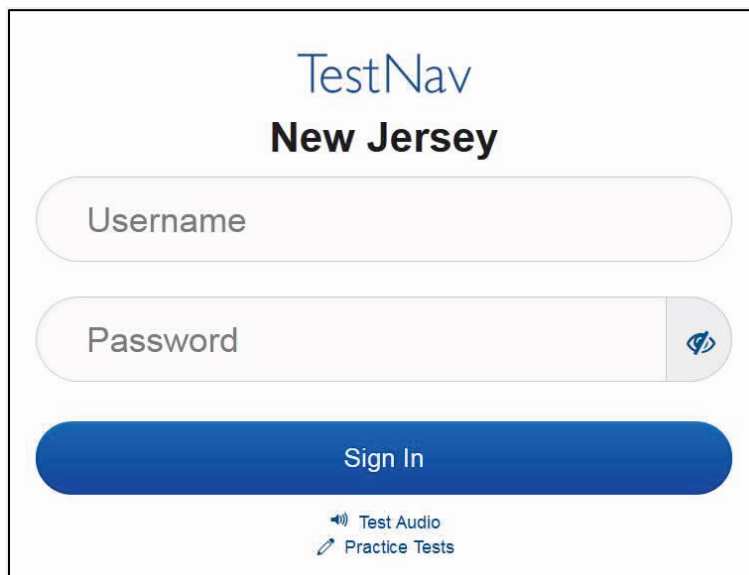 TestNav
New Jersey
Username
Password
Sign In
Test Audio
Practice Tests